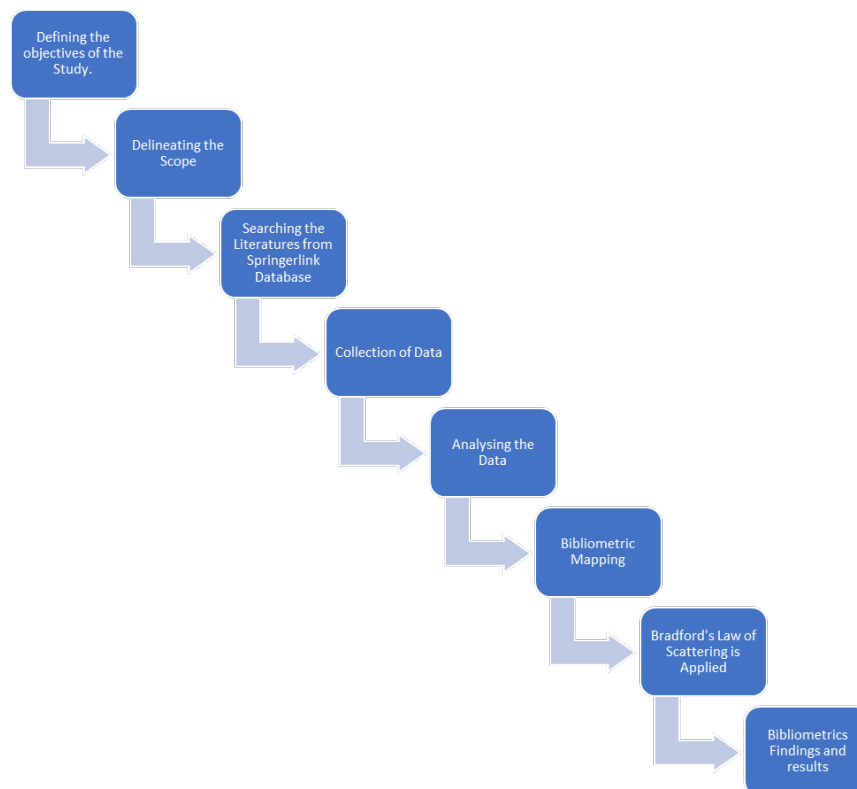 Defining the
objectives of the
Study.
Delineating the
Scope
Searching the
Literatures from
Springerlink
Database
Collection of Data
Analysing the
Data
Bibliometric
Mapping
Bradford's Law of
Scattering is
Applied
Bibliometrics
Findings and
results